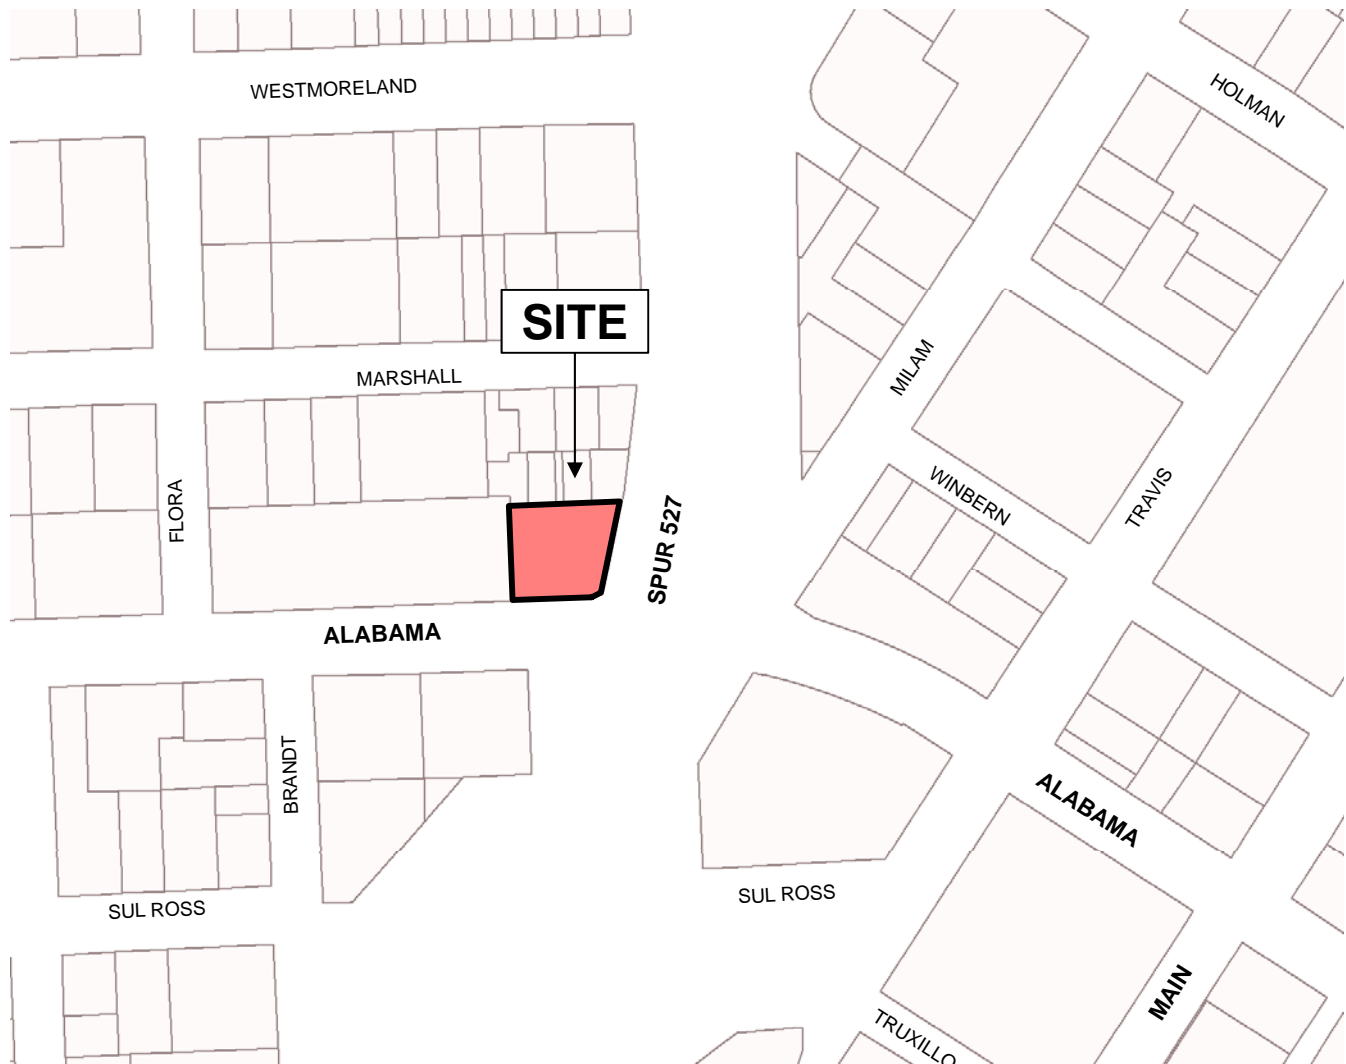 WESTMORELAND
HOLMAN
SITE
MARSHALL
MILAM
FLORA
WINBERN
TRAVIS
SPUR 527
ALABAMA
BRANDT
ALABAMA
SUL ROSS
SUL ROSS
MAIN
TRUXILLO